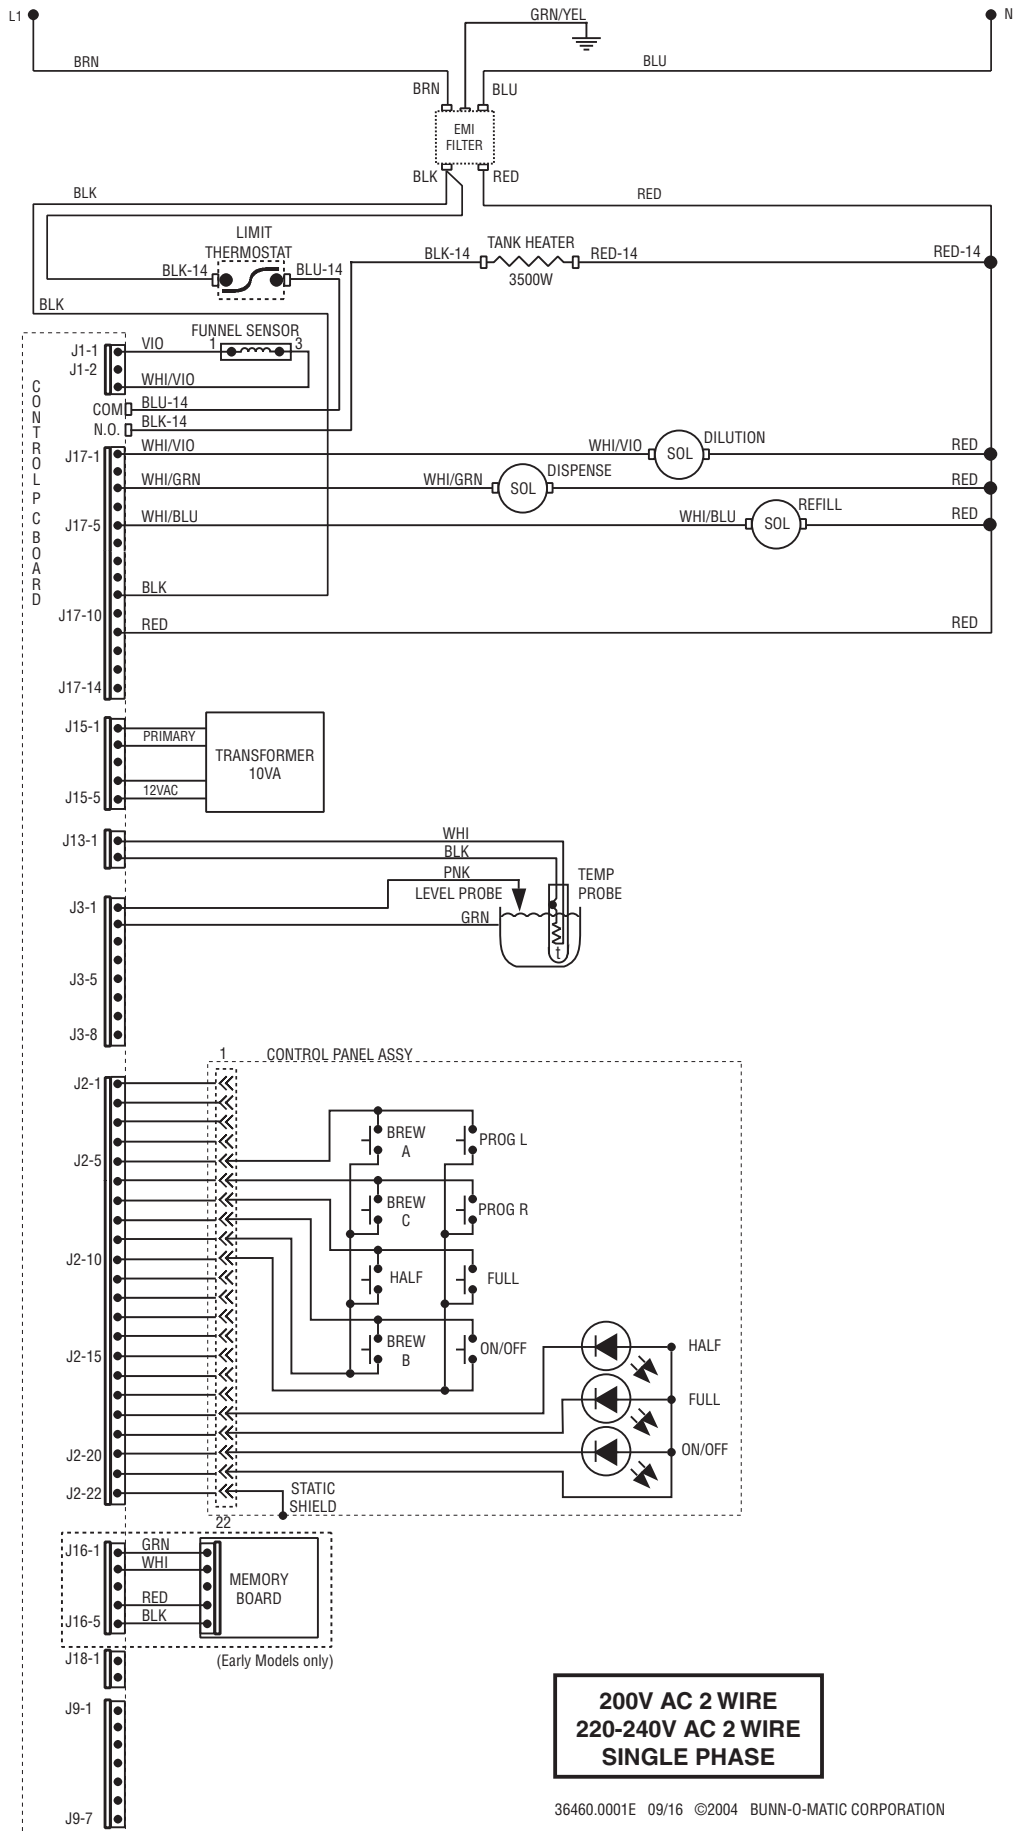 L1
GRN/YEL
N
BRN
BLU
BRN
BLU
EMI
FILTER
BLK
RED
BLK
RED
LIMIT
THERMOSTAT
BLK-14
BLU-14
BLK-14
TANK HEATER
3500W
RED-14
RED-14
BLK
CONTROL PC BOARD
J1-1
J1-2
VIO
FUNNEL SENSOR
1
3
WHI/VIO
COM
BLU-14
N.O.
BLK-14
J17-1
WHI/VIO
WHI/VIO
SOL
DILUTION
RED
WHI/GRN
WHI/GRN
SOL
DISPENSE
RED
J17-5
WHI/BLU
WHI/BLU
SOL
REFILL
RED
BLK
J17-10
RED
RED
J17-14
J15-1
PRIMARY
TRANSFORMER
10VA
J15-5
12VAC
J13-1
WHI
BLK
PNK
LEVEL PROBE
TEMP
PROBE
J3-1
GRN
t
J3-5
J3-8
1
CONTROL PANEL ASSY
J2-1
BREW
A
PROG L
J2-5
BREW
C
PROG R
J2-10
HALF
FULL
BREW
B
ON/OFF
HALF
J2-15
FULL
J2-20
ON/OFF
J2-22
STATIC
SHIELD
22
J16-1
GRN
WHI
MEMORY
BOARD
RED
J16-5
BLK
J18-1
(Early Models only)
J9-1
J9-7
200V AC 2 WIRE
220-240V AC 2 WIRE
SINGLE PHASE
36460.0001E 09/16 ©2004 BUNN-O-MATIC CORPORATION